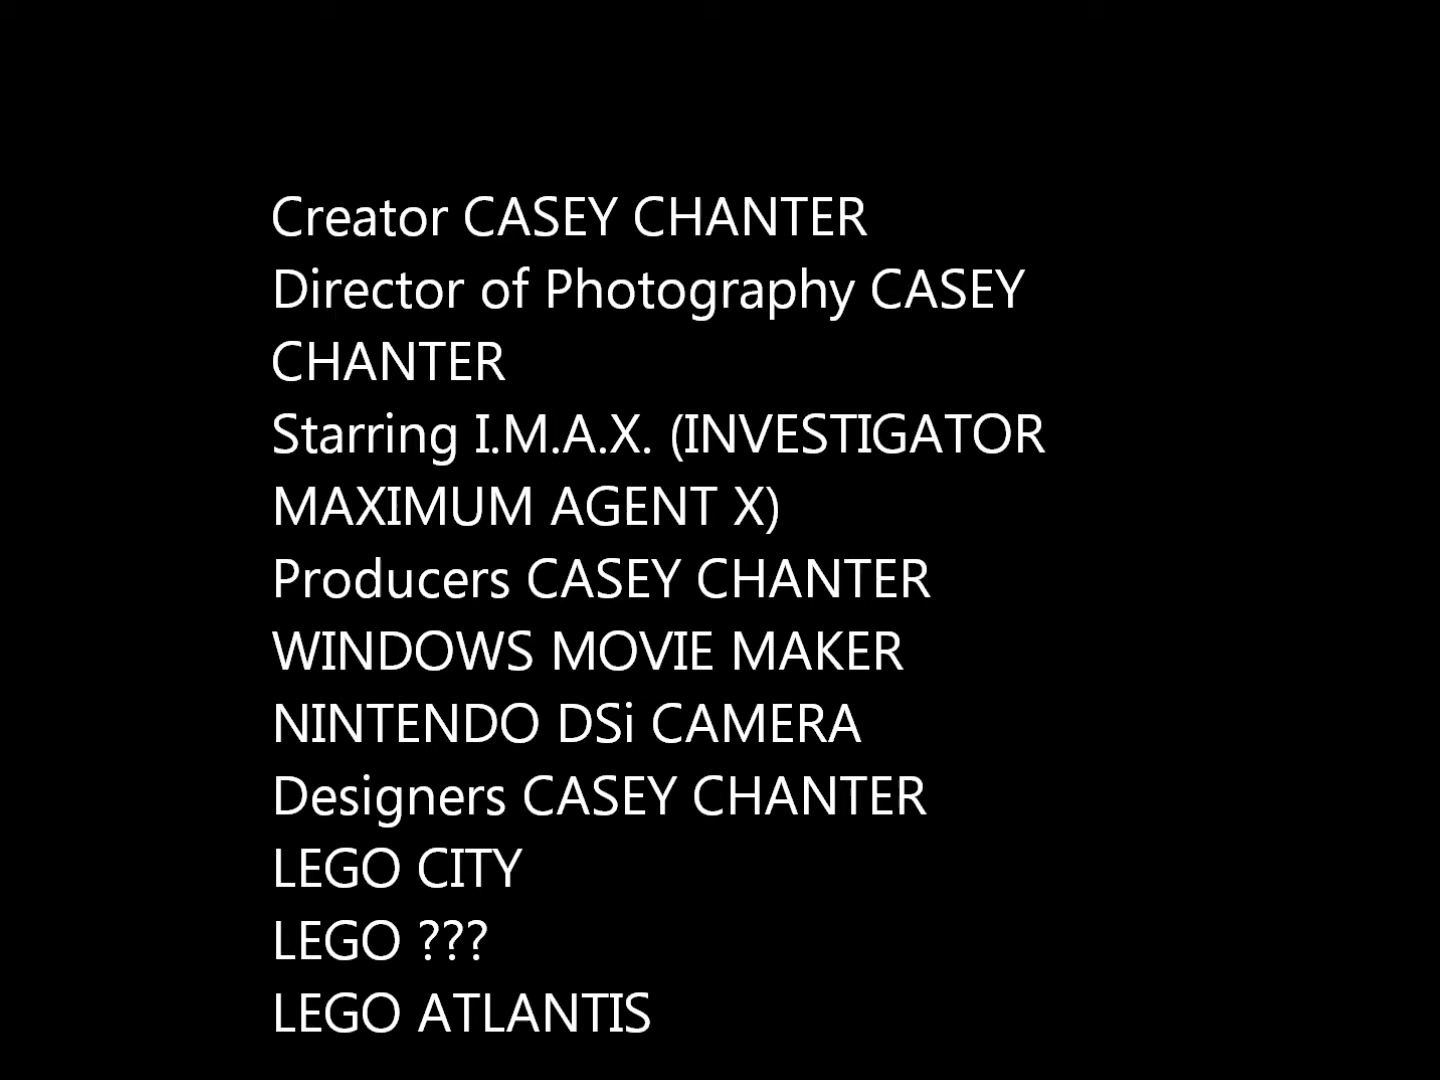 Creator CASEY CHANTER
Director of Photography CASEY
CHANTER
Starring I.M.A.X. (INVESTIGATOR
MAXIMUM AGENT X)
Producers CASEY CHANTER
WINDOWS MOVIE MAKER
NINTENDO DSi CAMERA
Designers CASEY CHANTER
LEGO CITY
LEGO ???
LEGO ATLANTIS